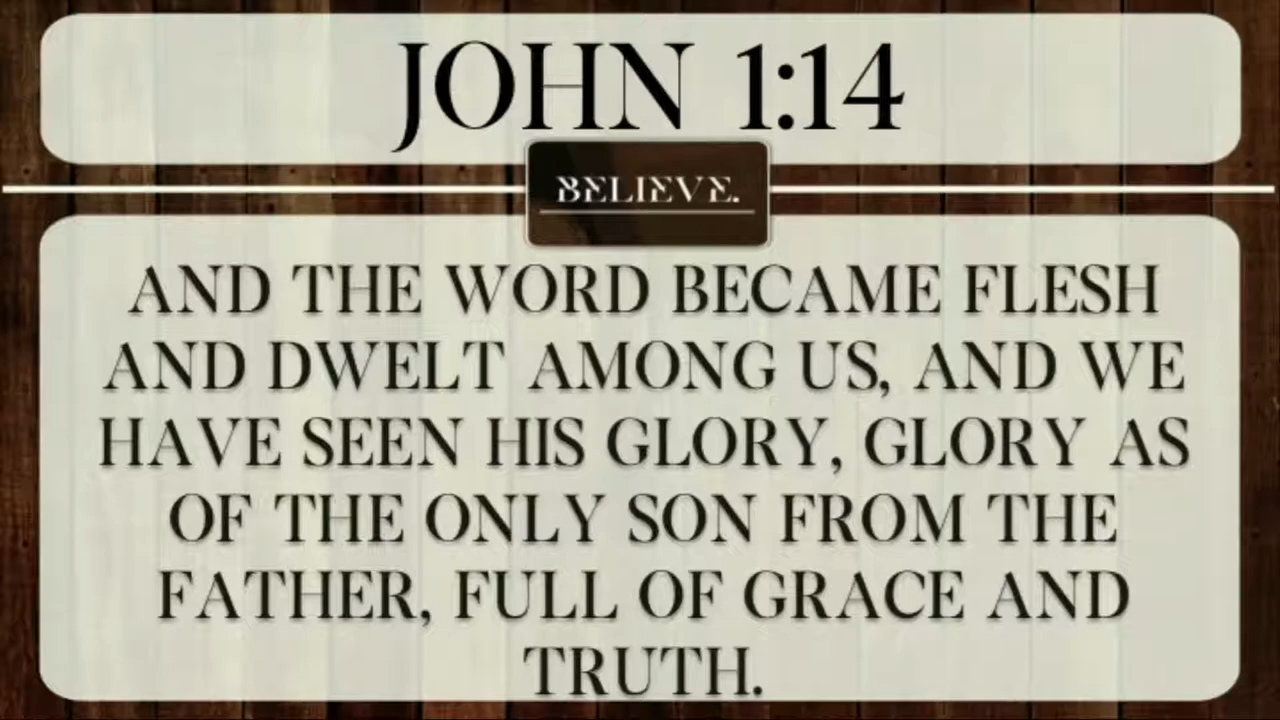 JOHN 1:14
BELIEVE.
AND THE WORD BECAME FLESH
AND DWELT AMONG US, AND WE
HAVE SEEN HIS GLORY, GLORY AS
OF THE ONLY SON FROM THE
FATHER, FULL OF GRACE AND
TRUTH.